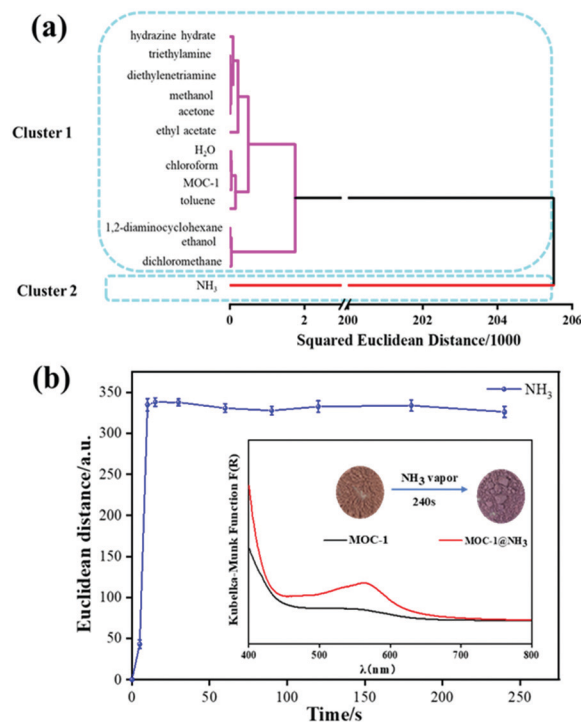 (a)
hydrazine hydrate
triethylamine
diethylenetriamine
methanol
acetone
ethyl acetate
Cluster 1
H₂O
chloroform
MOC-1
toluene
1,2-diaminocyclohexane
ethanol
dichloromethane
Cluster 2
NH₃
0 2 200 202 204 206
Squared Euclidean Distance/1000
(b)
NH₃
350
300
250
200
150
100
50
0
Euclidean distance/a.u.
0 50 100 150 200 250
Time/s
Kubelka-Munk Function F(R)
NH₃ vapor
240s
MOC-1
MOC-1@NH₃
400 500 600 700 800
λ(nm)